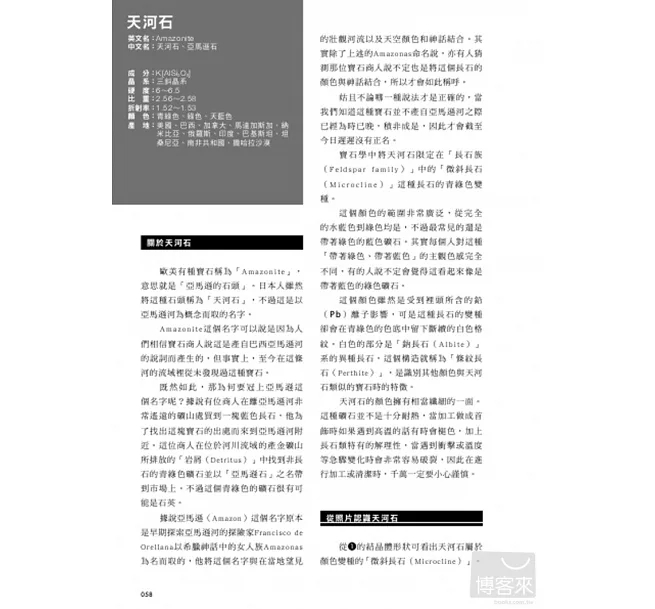 天河石
英文名:Amazonite
中文名:天河石、亞馬遜石
成　分:K[AlSi₃O₈]
晶　系:三斜晶系
硬　度:6~6.5
比　重:2.56~2.58
折射率:1.52~1.53
顏　色:青綠色、綠色、天藍色
產　地:美國、巴西、加拿大、馬達加斯加、納
米比亞、俄羅斯、印度、巴基斯坦、坦
桑尼亞、南非共和國、撒哈拉沙漠
關於天河石
歐美有種寶石稱為「Amazonite」,
意思就是「亞馬遜的石頭」。日本人雖然
將這種石頭稱為「天河石」,不過這是以
亞馬遜河為概念而取的名字。
Amazonite這個名字可以說是因為人
們相信寶石商人說這是產自巴西亞馬遜河
的說詞而產生的,但事實上,至今在這條
河的流域裡從未發現過這種寶石。
既然如此,那為何要冠上亞馬遜這
個名字呢?據說有位商人在離亞馬遜河非
常遙遠的礦山處買到一塊藍色長石,他為
了找出這塊寶石的出處而來到亞馬遜河附
近。這位商人在位於河川流域的產金礦山
所排放的「岩屑(Detritus)」中找到非長
石的青綠色礦石並以「亞馬遜石」之名帶
到市場上。不過這個青綠色的礦石很有可
能是石英。
據說亞馬遜(Amazon)這個名字原本
是早期探索亞馬遜河的探險家Francisco de
Orellana以希臘神話中的女人族Amazonas
為名而取的,他將這個名字與在當地望見
058
的壯觀河流以及天空顏色和神話結合。其
實除了上述的Amazonas命名說,亦有人猜
測那位寶石商人說不定也是將這個長石的
顏色與神話結合,所以才會如此稱呼。
姑且不論哪一種說法才是正確的,當
我們知道這種寶石並不產自亞馬遜河之際
已經為時已晚。積非成是,因此才會截至
今日遲遲沒有正名。
寶石學中將天河石限定在「長石族
(Feldspar family)」中的「微斜長石
(Microcline)」這種長石的青綠色變
種。
這個顏色的範圍非常廣泛,從完全
的水藍色到綠色均是,不過最常見的還是
帶著綠色的藍色礦石。其實每個人對這種
「帶著綠色、帶著藍色」的主觀色感完全
不同,有的人說不定會覺得這看起來像是
帶著藍色的綠色礦石。
這個顏色雖然是受到裡頭所含的鉛
(Pb)離子影響,可是這種長石的變種
卻會在青綠色的色底中留下斷續的白色格
紋。白色的部分是「鈉長石(Albite)」
系的異種長石。這個構造就稱為「條紋長
石(Perthite)」,是識別其他顏色與天河
石類似的寶石時的特徵。
天河石的顏色擁有相當纖細的一面。
這種礦石並不是十分耐熱。當加工做成首
飾時如果遇到高溫的話有時會褪色,加上
長石類特有的解理性,當遇到衝擊或溫度
等急驟變化時會非常容易破裂,因此在進
行加工或清潔時,千萬一定要小心謹慎。
從照片認識天河石
從❶的結晶體形狀可看出天河石屬於
顏色變種的「微斜長石(Microcline)」。
博客來